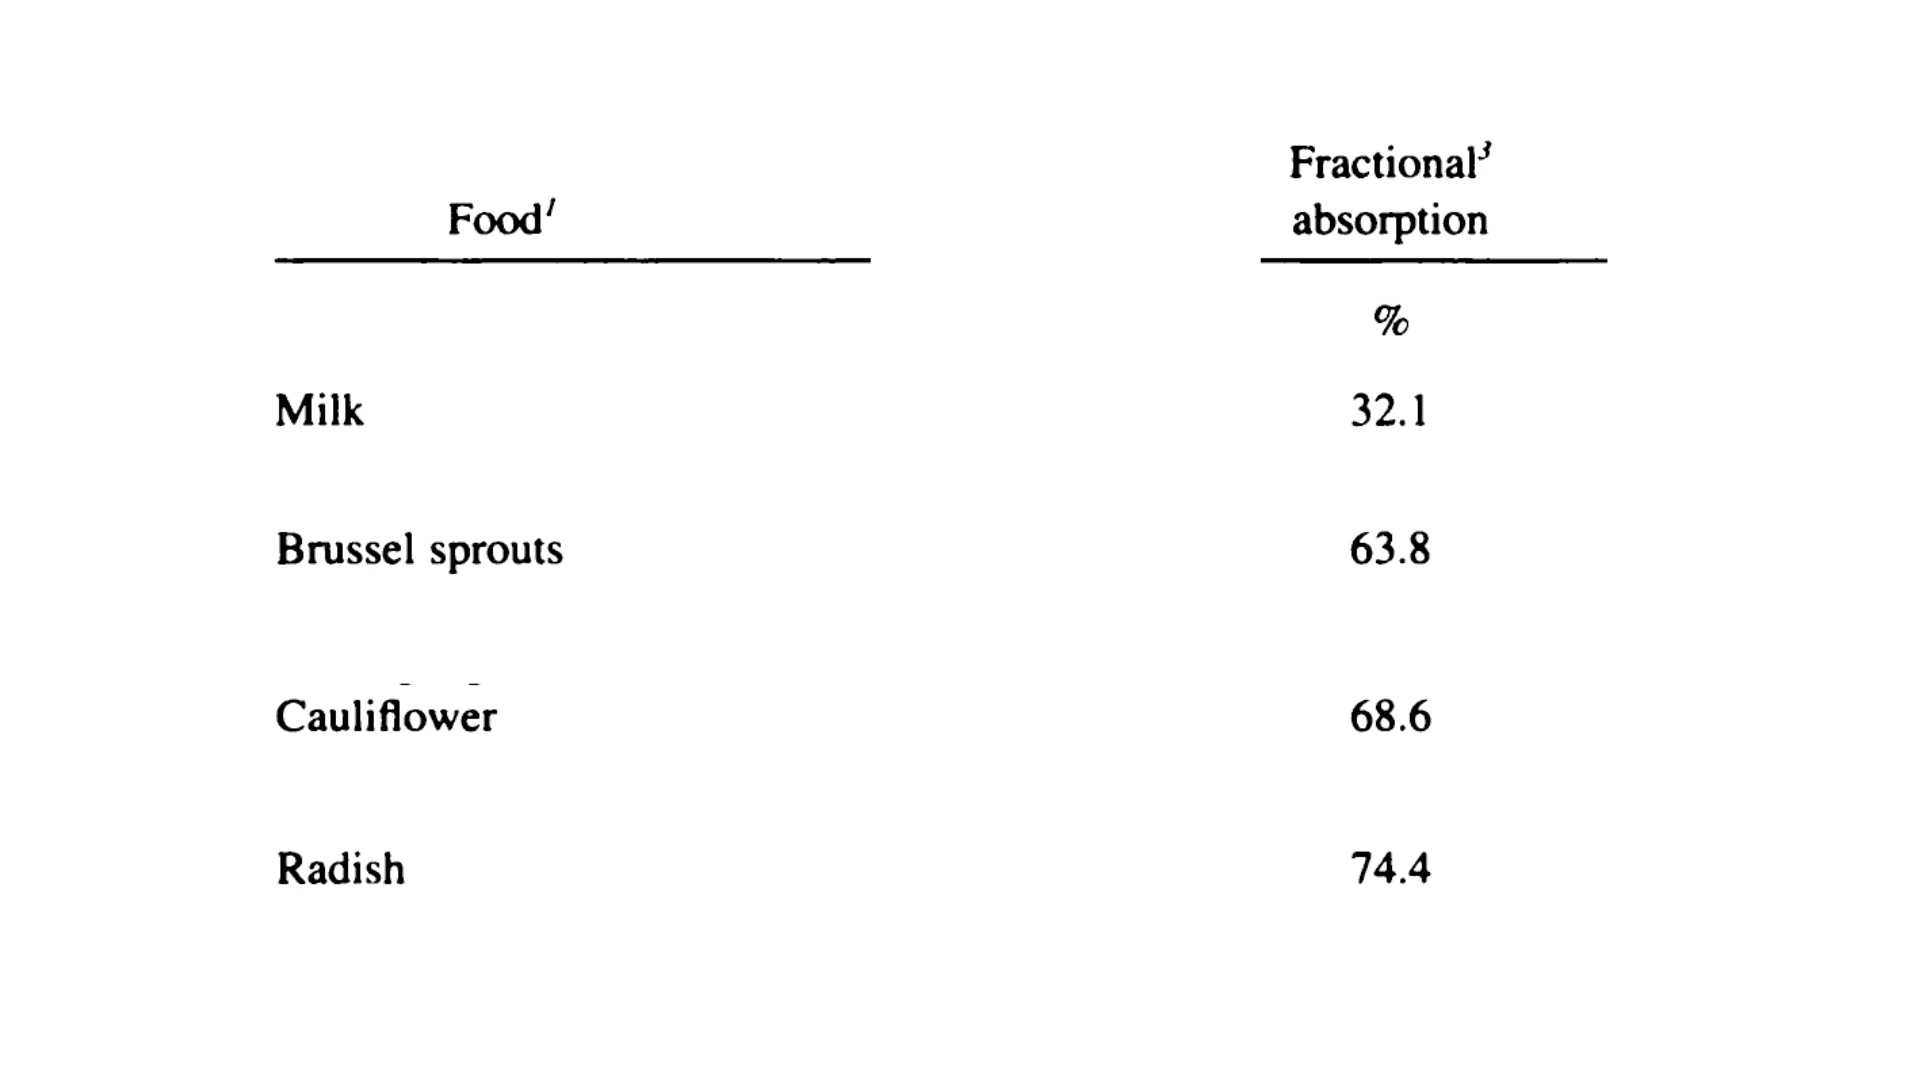 Food¹
Fractional³
absorption
%
Milk 32.1
Brussel sprouts 63.8
Cauliflower 68.6
Radish 74.4